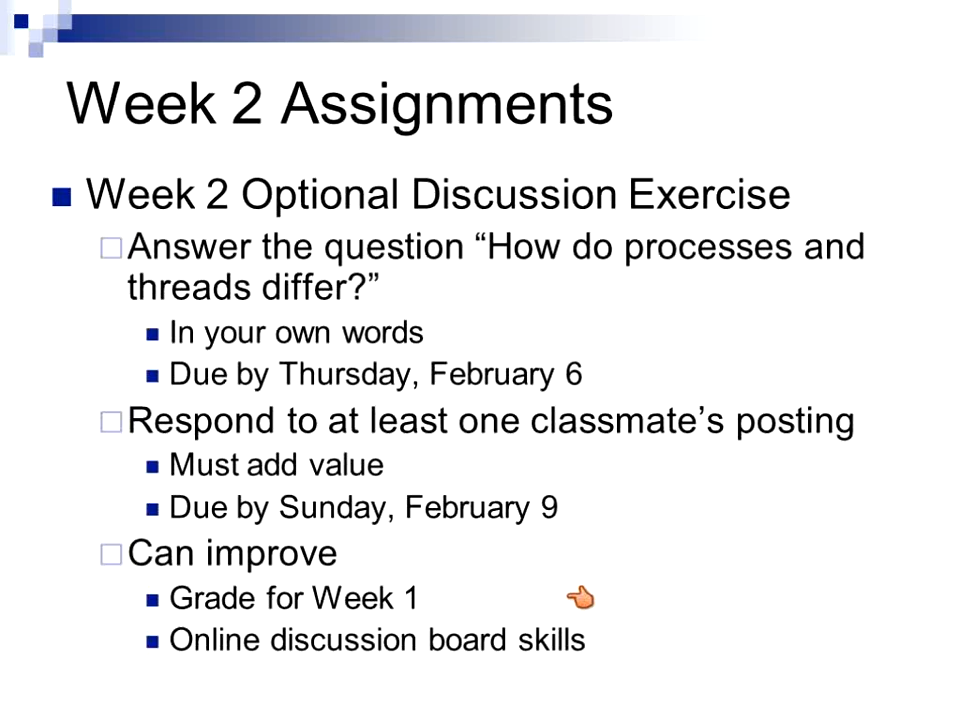 Week 2 Assignments
Week 2 Optional Discussion Exercise
Answer the question “How do processes and
threads differ?”
In your own words
Due by Thursday, February 6
Respond to at least one classmate’s posting
Must add value
Due by Sunday, February 9
Can improve
Grade for Week 1
Online discussion board skills